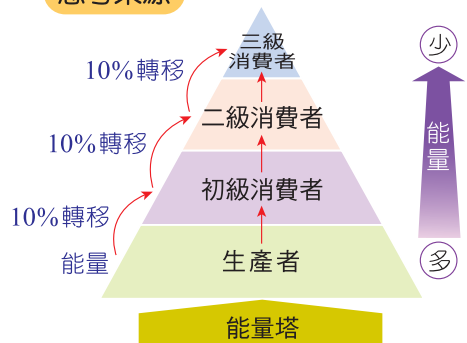 三級
消費者
10%轉移
二級消費者
10%轉移
初級消費者
10%轉移
生產者
能量
能量塔
少
能量
多